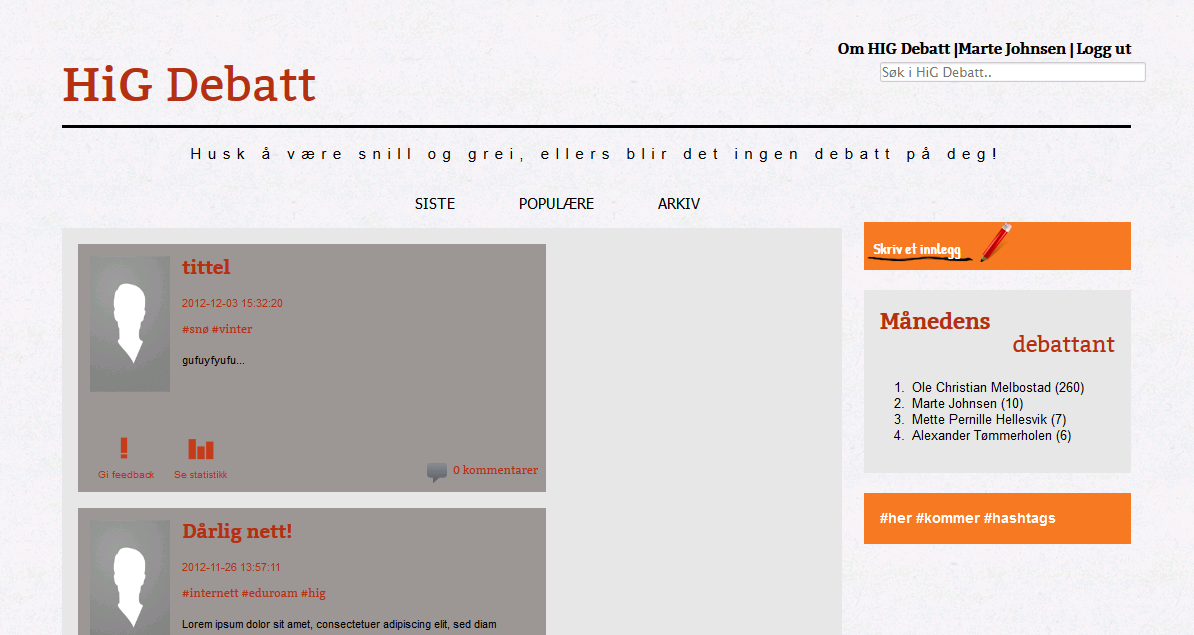 Om HIG Debatt |Marte Johnsen | Logg ut
Søk i HiG Debatt..
HiG Debatt
Husk å være snill og grei, ellers blir det ingen debatt på deg!
SISTE POPULÆRE ARKIV
tittel
2012-12-03 15:32:20
#snø #vinter
gufuyfyufu...
Gi feedback
Se statistikk
0 kommentarer
Dårlig nett!
2012-11-26 13:57:11
#internett #eduroam #hig
Lorem ipsum dolor sit amet, consectetuer adipiscing elit, sed diam
Skriv et innlegg
Månedens
debattant
1. Ole Christian Melbostad (260)
2. Marte Johnsen (10)
3. Mette Pernille Hellesvik (7)
4. Alexander Tømmerholen (6)
#her #kommer #hashtags